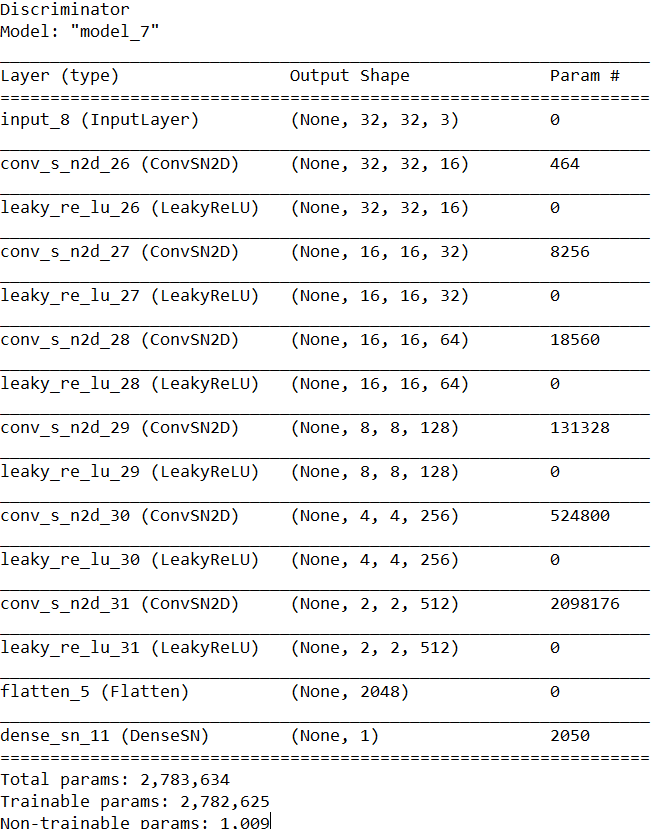 Discriminator
Model: "model_7"
_________________________________________________________________
Layer (type)                 Output Shape              Param #
=================================================================
input_8 (InputLayer)         (None, 32, 32, 3)         0
_________________________________________________________________
conv_s_n2d_26 (ConvSN2D)     (None, 32, 32, 16)        464
_________________________________________________________________
leaky_re_lu_26 (LeakyReLU)   (None, 32, 32, 16)        0
_________________________________________________________________
conv_s_n2d_27 (ConvSN2D)     (None, 16, 16, 32)        8256
_________________________________________________________________
leaky_re_lu_27 (LeakyReLU)   (None, 16, 16, 32)        0
_________________________________________________________________
conv_s_n2d_28 (ConvSN2D)     (None, 16, 16, 64)        18560
_________________________________________________________________
leaky_re_lu_28 (LeakyReLU)   (None, 16, 16, 64)        0
_________________________________________________________________
conv_s_n2d_29 (ConvSN2D)     (None, 8, 8, 128)         131328
_________________________________________________________________
leaky_re_lu_29 (LeakyReLU)   (None, 8, 8, 128)         0
_________________________________________________________________
conv_s_n2d_30 (ConvSN2D)     (None, 4, 4, 256)         524800
_________________________________________________________________
leaky_re_lu_30 (LeakyReLU)   (None, 4, 4, 256)         0
_________________________________________________________________
conv_s_n2d_31 (ConvSN2D)     (None, 2, 2, 512)         2098176
_________________________________________________________________
leaky_re_lu_31 (LeakyReLU)   (None, 2, 2, 512)         0
_________________________________________________________________
flatten_5 (Flatten)          (None, 2048)              0
_________________________________________________________________
dense_sn_11 (DenseSN)        (None, 1)                 2050
=================================================================
Total params: 2,783,634
Trainable params: 2,782,625
Non-trainable params: 1,009